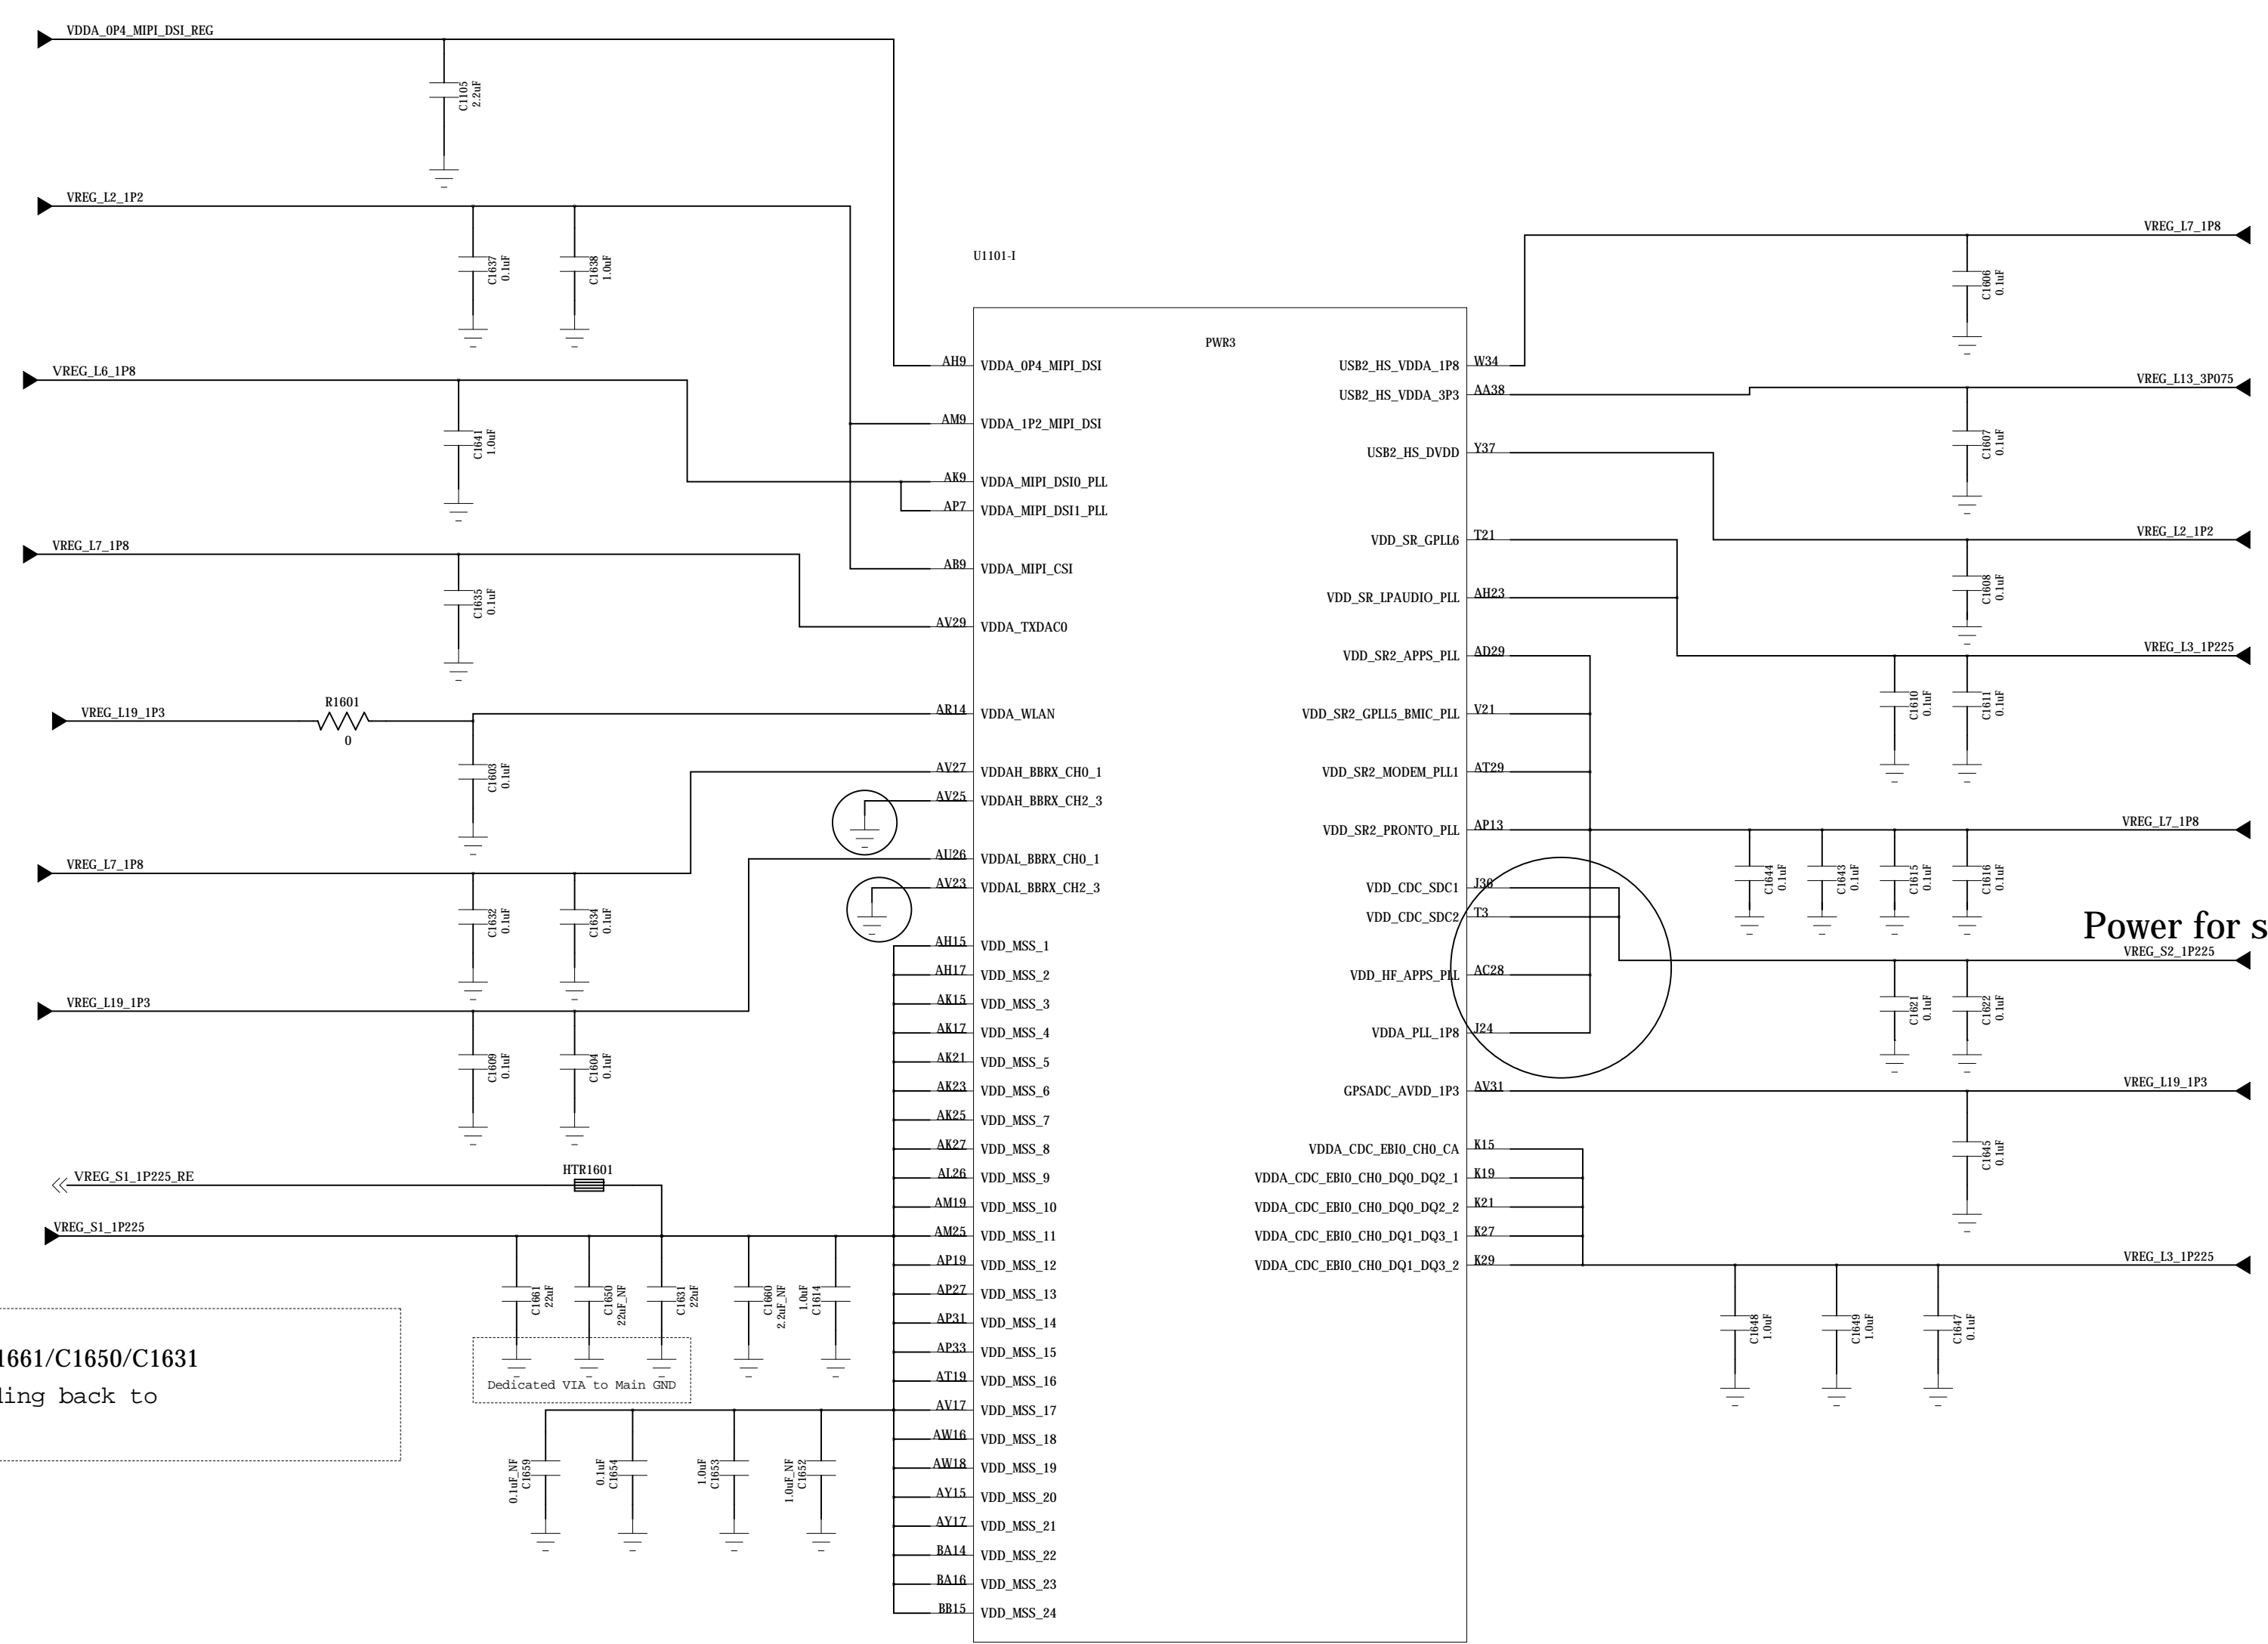 VDDA_0P4_MIPI_DSI_REG
C1105
2.2uF
VREG_L2_1P2
C1637
0.1uF
C1638
1.0uF
VREG_L6_1P8
C1641
1.0uF
VREG_L7_1P8
C1635
0.1uF
VREG_L19_1P3
R1601
0
C1603
0.1uF
VREG_L7_1P8
C1632
0.1uF
C1634
0.1uF
VREG_L19_1P3
C1609
0.1uF
C1604
0.1uF
VREG_S1_1P225_RE
HTR1601
VREG_S1_1P225
C1661
22uF
C1650
22uF_NF
C1631
22uF
C1660
2.2uF_NF
1.0uF
C1614
Dedicated VIA to Main GND
1661/C1650/C1631
ling back to
0.1uF_NF
C1659
0.1uF
C1654
1.0uF
C1653
1.0uF_NF
C1652
U1101-I
PWR3
AH9 VDDA_0P4_MIPI_DSI
AM9 VDDA_1P2_MIPI_DSI
AK9 VDDA_MIPI_DSI0_PLL
AP7 VDDA_MIPI_DSI1_PLL
AB9 VDDA_MIPI_CSI
AV29 VDDA_TXDAC0
AR14 VDDA_WLAN
AV27 VDDAH_BBRX_CH0_1
AV25 VDDAH_BBRX_CH2_3
AU26 VDDAL_BBRX_CH0_1
AV23 VDDAL_BBRX_CH2_3
AH15 VDD_MSS_1
AH17 VDD_MSS_2
AK15 VDD_MSS_3
AK17 VDD_MSS_4
AK21 VDD_MSS_5
AK23 VDD_MSS_6
AK25 VDD_MSS_7
AK27 VDD_MSS_8
AL26 VDD_MSS_9
AM19 VDD_MSS_10
AM25 VDD_MSS_11
AP19 VDD_MSS_12
AP27 VDD_MSS_13
AP31 VDD_MSS_14
AP33 VDD_MSS_15
AT19 VDD_MSS_16
AV17 VDD_MSS_17
AW16 VDD_MSS_18
AW18 VDD_MSS_19
AY15 VDD_MSS_20
AY17 VDD_MSS_21
BA14 VDD_MSS_22
BA16 VDD_MSS_23
BB15 VDD_MSS_24
USB2_HS_VDDA_1P8 W34
USB2_HS_VDDA_3P3 AA38
USB2_HS_DVDD Y37
VDD_SR_GPLL6 T21
VDD_SR_LPAUDIO_PLL AH23
VDD_SR2_APPS_PLL AD29
VDD_SR2_GPLL5_BMIC_PLL V21
VDD_SR2_MODEM_PLL1 AT29
VDD_SR2_PRONTO_PLL AP13
VDD_CDC_SDC1 J36
VDD_CDC_SDC2 T3
VDD_HF_APPS_PLL AC28
VDDA_PLL_1P8 J24
GPSADC_AVDD_1P3 AV31
VDDA_CDC_EBI0_CH0_CA K15
VDDA_CDC_EBI0_CH0_DQ0_DQ2_1 K19
VDDA_CDC_EBI0_CH0_DQ0_DQ2_2 K21
VDDA_CDC_EBI0_CH0_DQ1_DQ3_1 K27
VDDA_CDC_EBI0_CH0_DQ1_DQ3_2 K29
VREG_L7_1P8
C1606
0.1uF
VREG_L13_3P075
C1607
0.1uF
VREG_L2_1P2
C1608
0.1uF
VREG_L3_1P225
C1610
0.1uF
C1611
0.1uF
VREG_L7_1P8
C1644
0.1uF
C1643
0.1uF
C1615
0.1uF
C1616
0.1uF
Power for s
VREG_S2_1P225
C1621
0.1uF
C1622
0.1uF
VREG_L19_1P3
C1645
0.1uF
VREG_L3_1P225
C1648
1.0uF
C1649
1.0uF
C1647
0.1uF